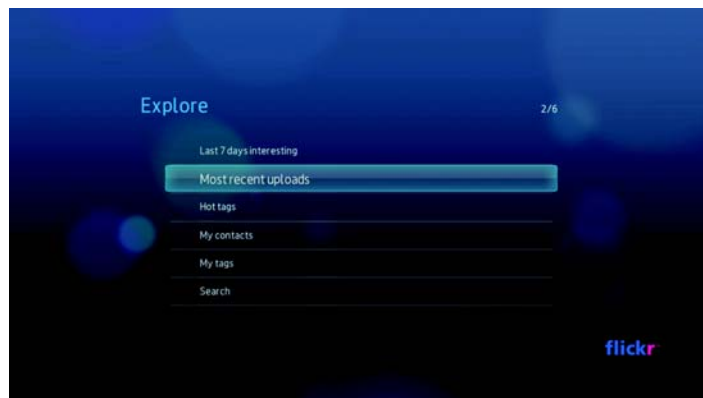 Explore
2/6
Last 7 days interesting
Most recent uploads
Hot tags
My contacts
My tags
Search
flickr